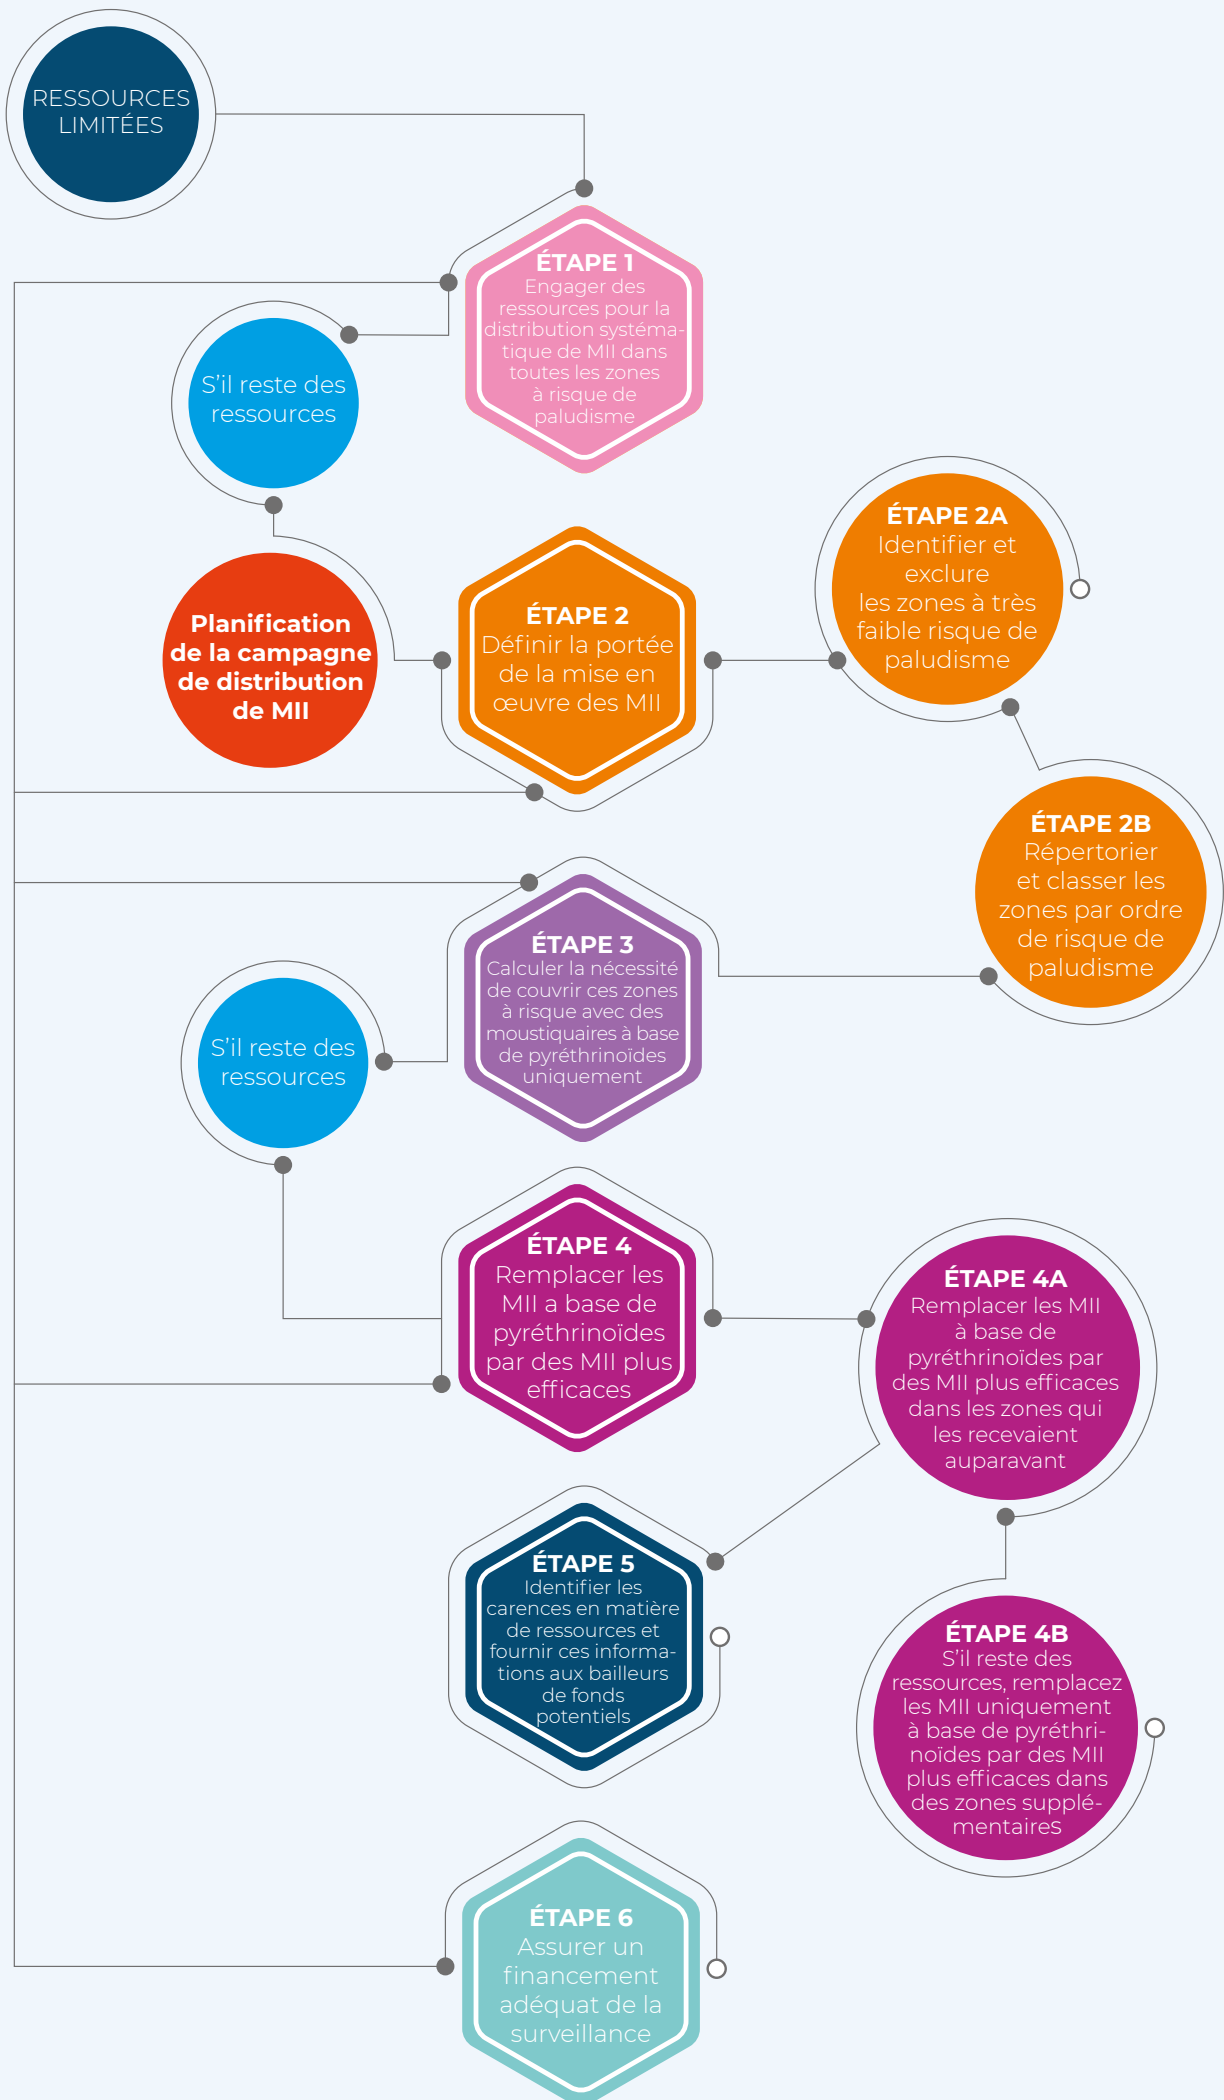 RESSOURCES
LIMITÉES
ÉTAPE 1
Engager des
ressources pour la
distribution systéma-
tique de MII dans
toutes les zones
à risque de
paludisme
S'il reste des
ressources
Planification
de la campagne
de distribution
de MII
ÉTAPE 2
Définir la portée
de la mise en
œuvre des MII
ÉTAPE 2A
Identifier et
exclure
les zones à très
faible risque de
paludisme
ÉTAPE 2B
Répertorier
et classer les
zones par ordre
de risque de
paludisme
ÉTAPE 3
Calculer la nécessité
de couvrir ces zones
à risque avec des
moustiquaires à base
de pyréthrinoïdes
uniquement
S'il reste des
ressources
ÉTAPE 4
Remplacer les
MII a base de
pyréthrinoïdes
par des MII plus
efficaces
ÉTAPE 4A
Remplacer les MII
à base de
pyréthrinoïdes par
des MII plus efficaces
dans les zones qui
les recevaient
auparavant
ÉTAPE 4B
S'il reste des
ressources, remplacez
les MII uniquement
à base de pyréthri-
noïdes par des MII
plus efficaces dans
des zones supplé-
mentaires
ÉTAPE 5
Identifier les
carences en matière
de ressources et
fournir ces informa-
tions aux bailleurs
de fonds
potentiels
ÉTAPE 6
Assurer un
financement
adéquat de la
surveillance